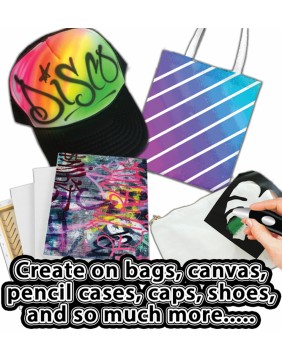 Disco
Create on bags, canvas,
pencil cases, caps, shoes,
and so much more.....